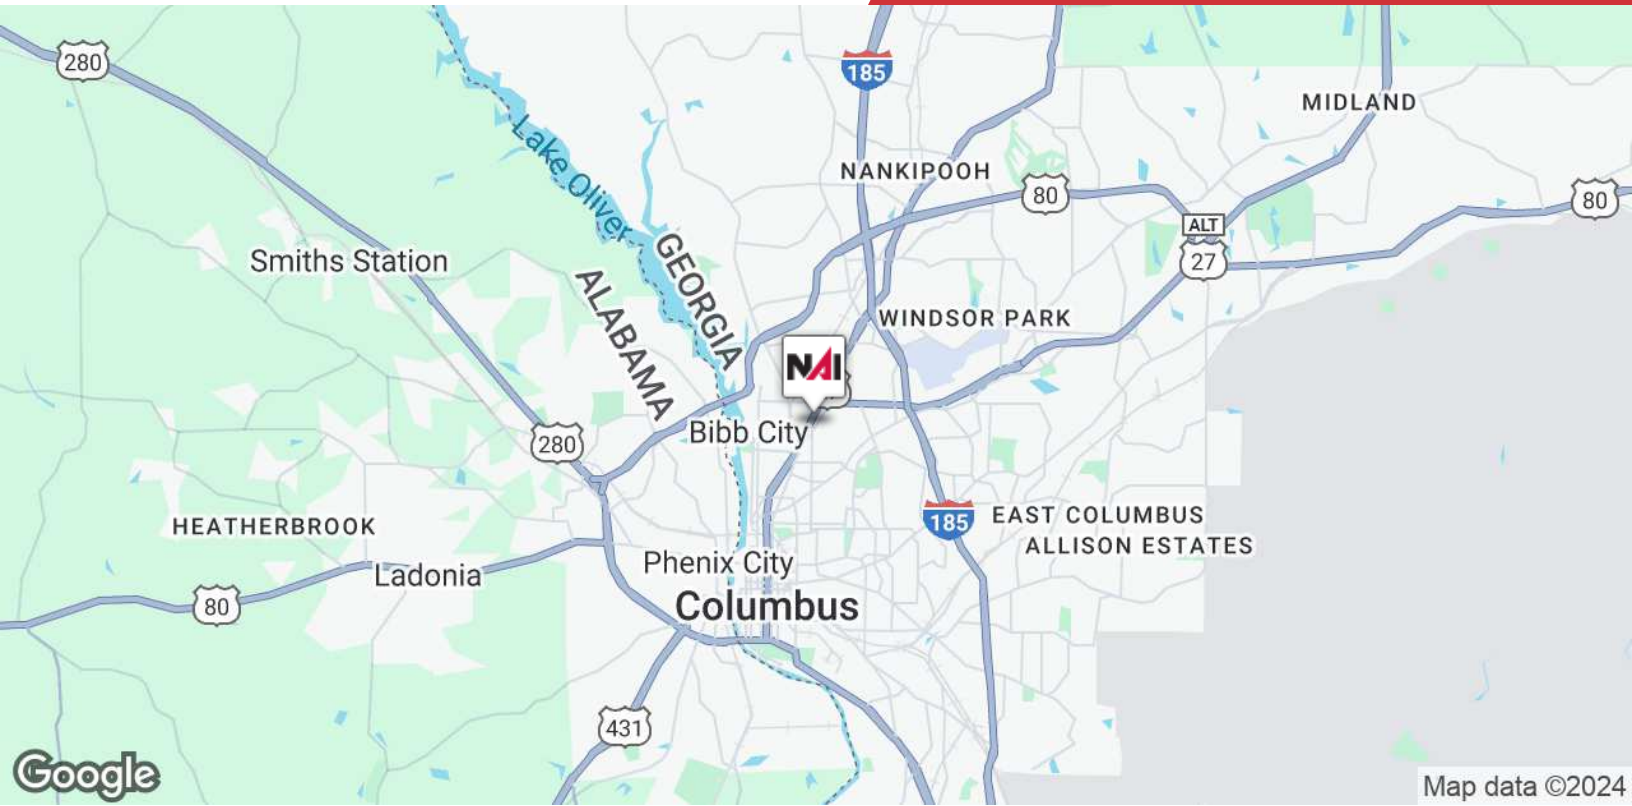 280
185
MIDLAND
NANKIPOOH
80
80
ALT
27
Lake Oliver
GEORGIA
Smiths Station
ALABAMA
WINDSOR PARK
NAI
Bibb City
280
185
EAST COLUMBUS
ALLISON ESTATES
HEATHERBROOK
Phenix City
Ladonia
80
Columbus
431
Google
Map data ©2024